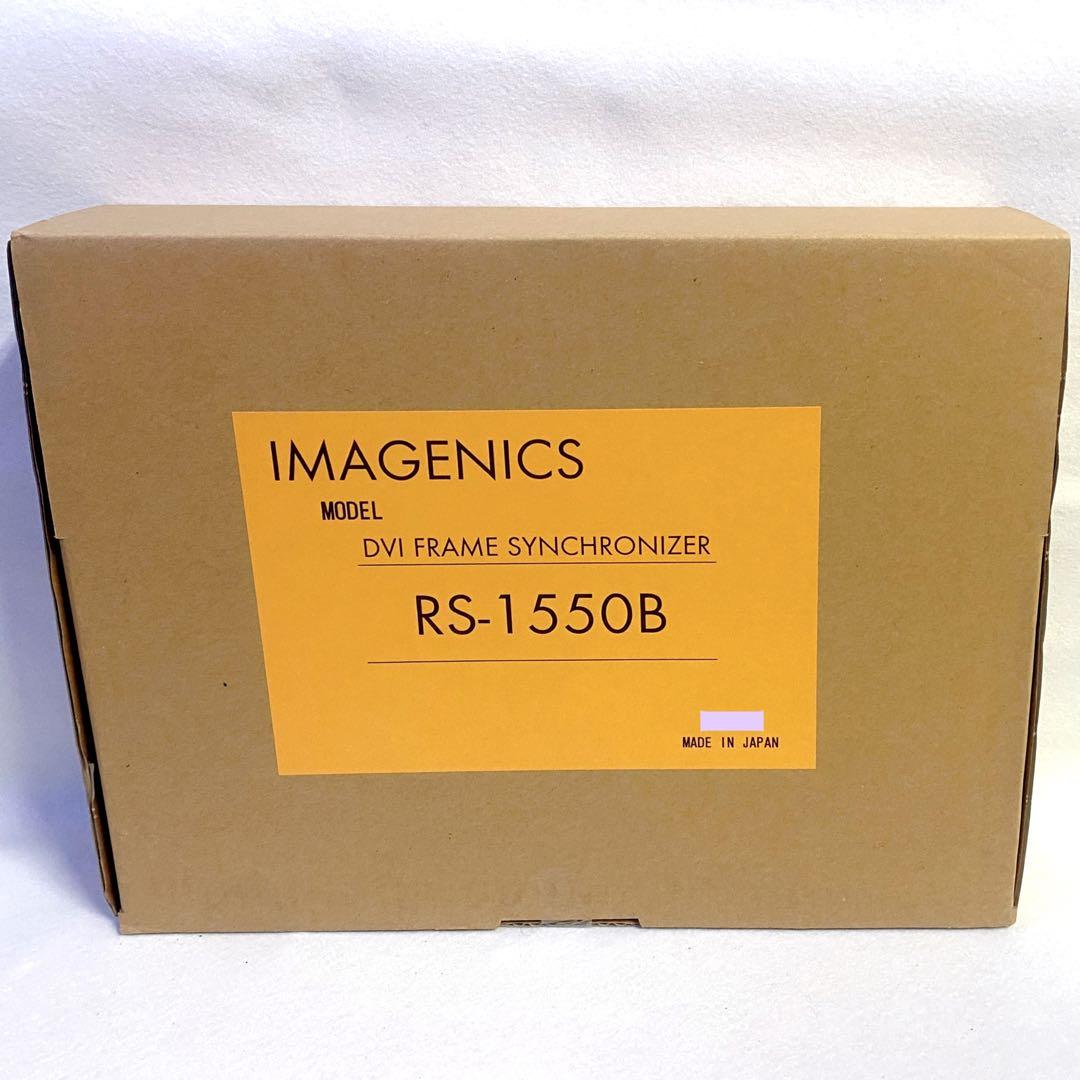 IMAGENICS
MODEL
DVI FRAME SYNCHRONIZER
RS-1550B
MADE IN JAPAN